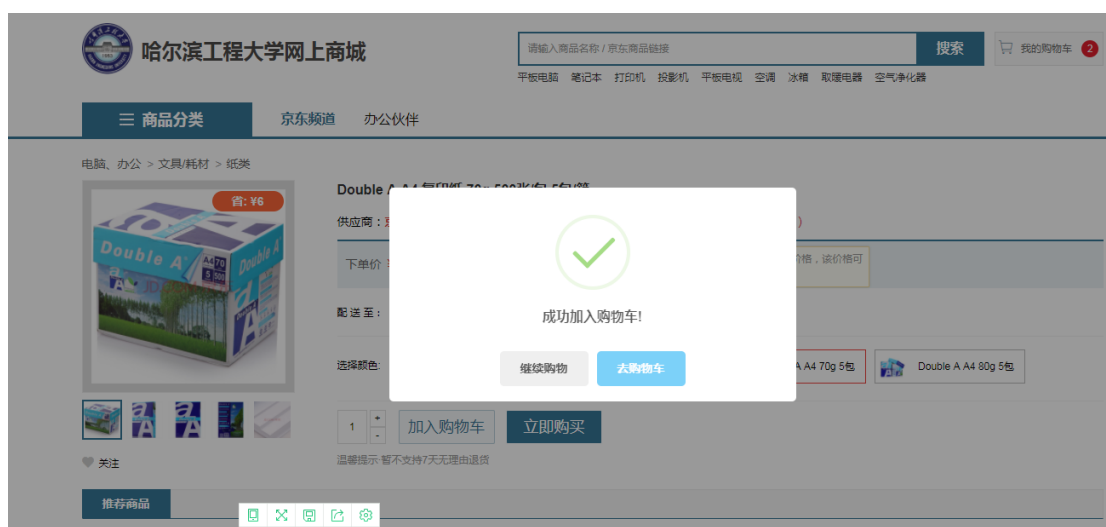 哈尔滨工程大学网上商城
请输入商品名称 / 京东商品链接
搜索
我的购物车 2
平板电脑 笔记本 打印机 投影机 平板电视 空调 冰箱 取暖电器 空气净化器
商品分类 京东频道 办公伙伴
电脑、办公 > 文具/耗材 > 纸类
省: ¥6
Double A
A4 70
5 500
Double A
供应商：
下单价
价格，该价格可
配送至：
成功加入购物车!
继续购物 去购物车
选择颜色:
A A4 70g 5包
Double A A4 80g 5包
1 + -
加入购物车 立即购买
关注
温馨提示·暂不支持7天无理由退货
推荐商品